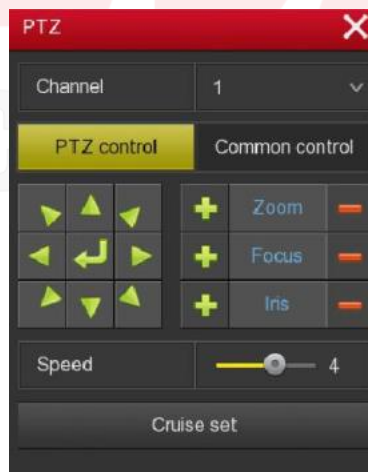 PTZ
Channel 1
PTZ control Common control
Zoom
Focus
Iris
Speed 4
Cruise set